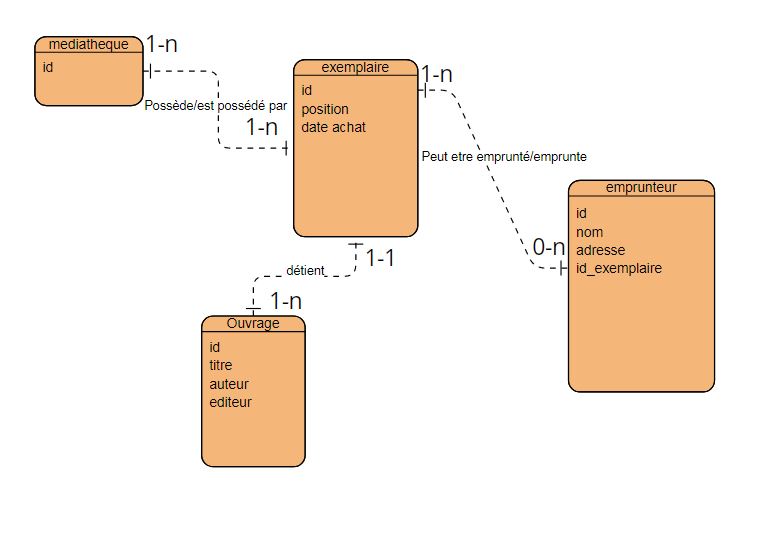 mediatheque
id
1-n
Possède/est possédé par
1-n
exemplaire
id
position
date achat
1-n
Peut etre emprunté/emprunte
0-n
emprunteur
id
nom
adresse
id_exemplaire
1-1
détient
1-n
Ouvrage
id
titre
auteur
editeur